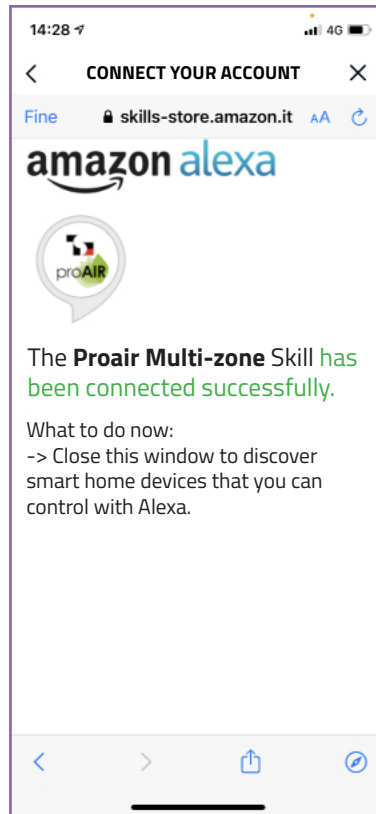 14:28 4G
CONNECT YOUR ACCOUNT
Fine skills-store.amazon.it AA
amazon alexa
proAIR
The Proair Multi-zone Skill has
been connected successfully.
What to do now:
-> Close this window to discover
smart home devices that you can
control with Alexa.